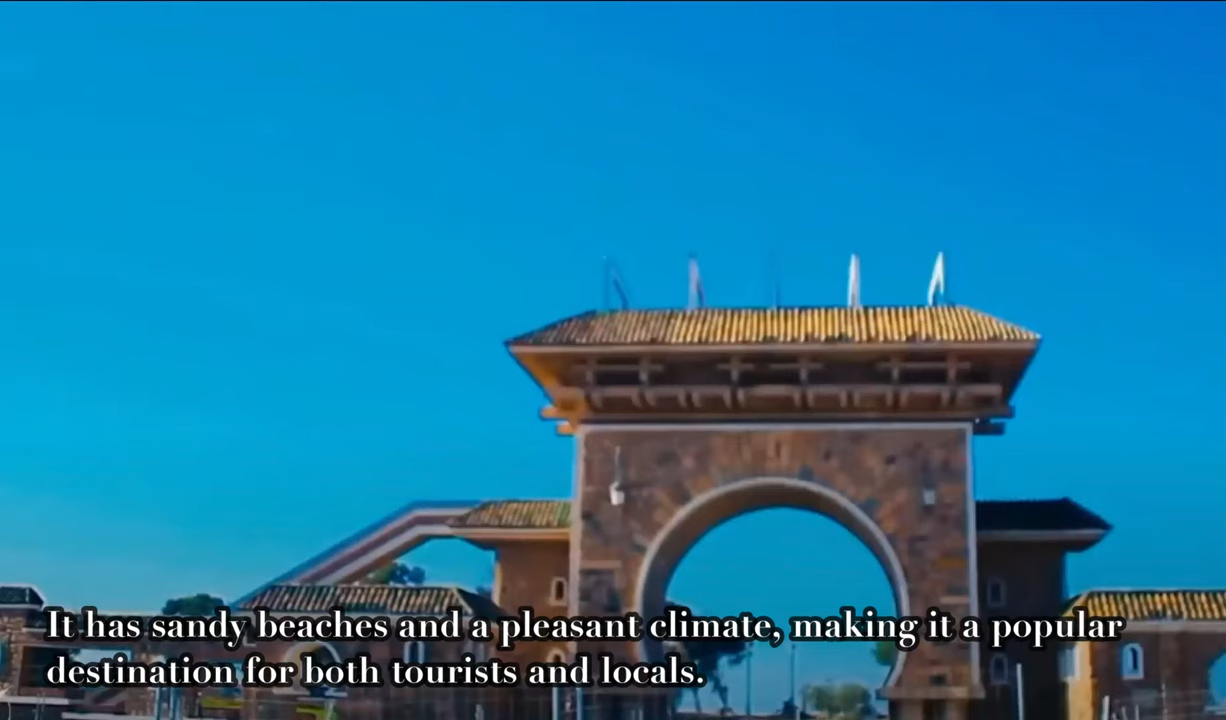 It has sandy beaches and a pleasant climate, making it a popular
destination for both tourists and locals.